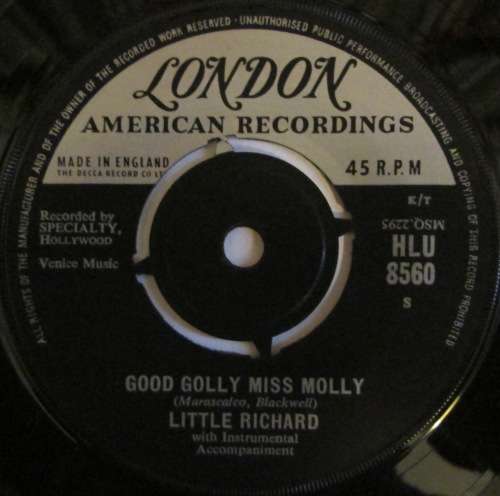 ALL RIGHTS OF THE MANUFACTURER AND OF THE OWNER OF THE RECORDED WORK RESERVED · UNAUTHORISED PUBLIC PERFORMANCE BROADCASTING AND COPYING OF THIS RECORD PROHIBITED
LONDON
AMERICAN RECORDINGS
MADE IN ENGLAND
THE DECCA RECORD CO LT
45 R.P.M
E/T
MSQ.2295
Recorded by
SPECIALTY,
HOLLYWOOD
Venice Music
HLU
8560
S
GOOD GOLLY MISS MOLLY
(Marascalco, Blackwell)
LITTLE RICHARD
with Instrumental
Accompaniment